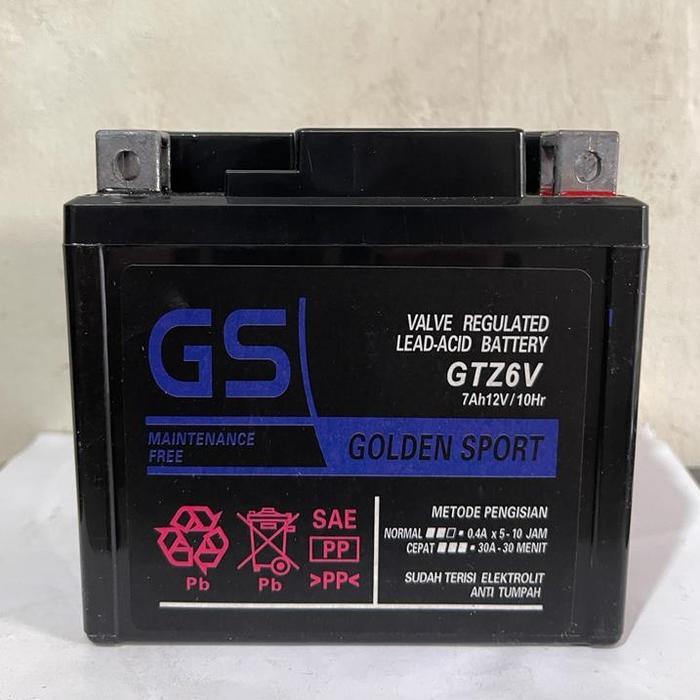 GS
VALVE REGULATED
LEAD-ACID BATTERY
GTZ6V
7Ah12V/10Hr
MAINTENANCE
FREE
GOLDEN SPORT
Pb
Pb
SAE
PP
>PP<
METODE PENGISIAN
NORMAL 0.4A x 5-10 JAM
CEPAT 30A-30 MENIT
SUDAH TERISI ELEKTROLIT
ANTI TUMPAH